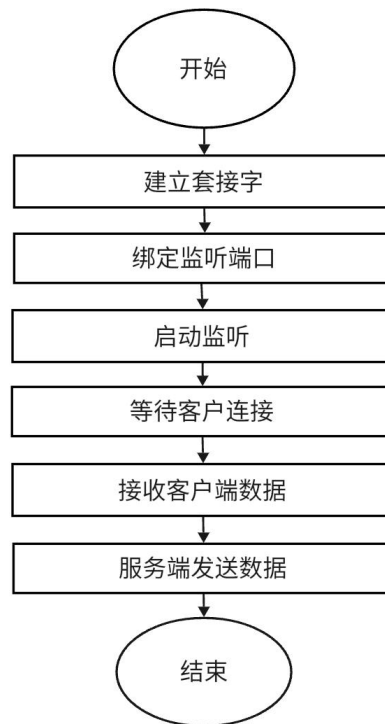 开始
建立套接字
绑定监听端口
启动监听
等待客户连接
接收客户端数据
服务端发送数据
结束